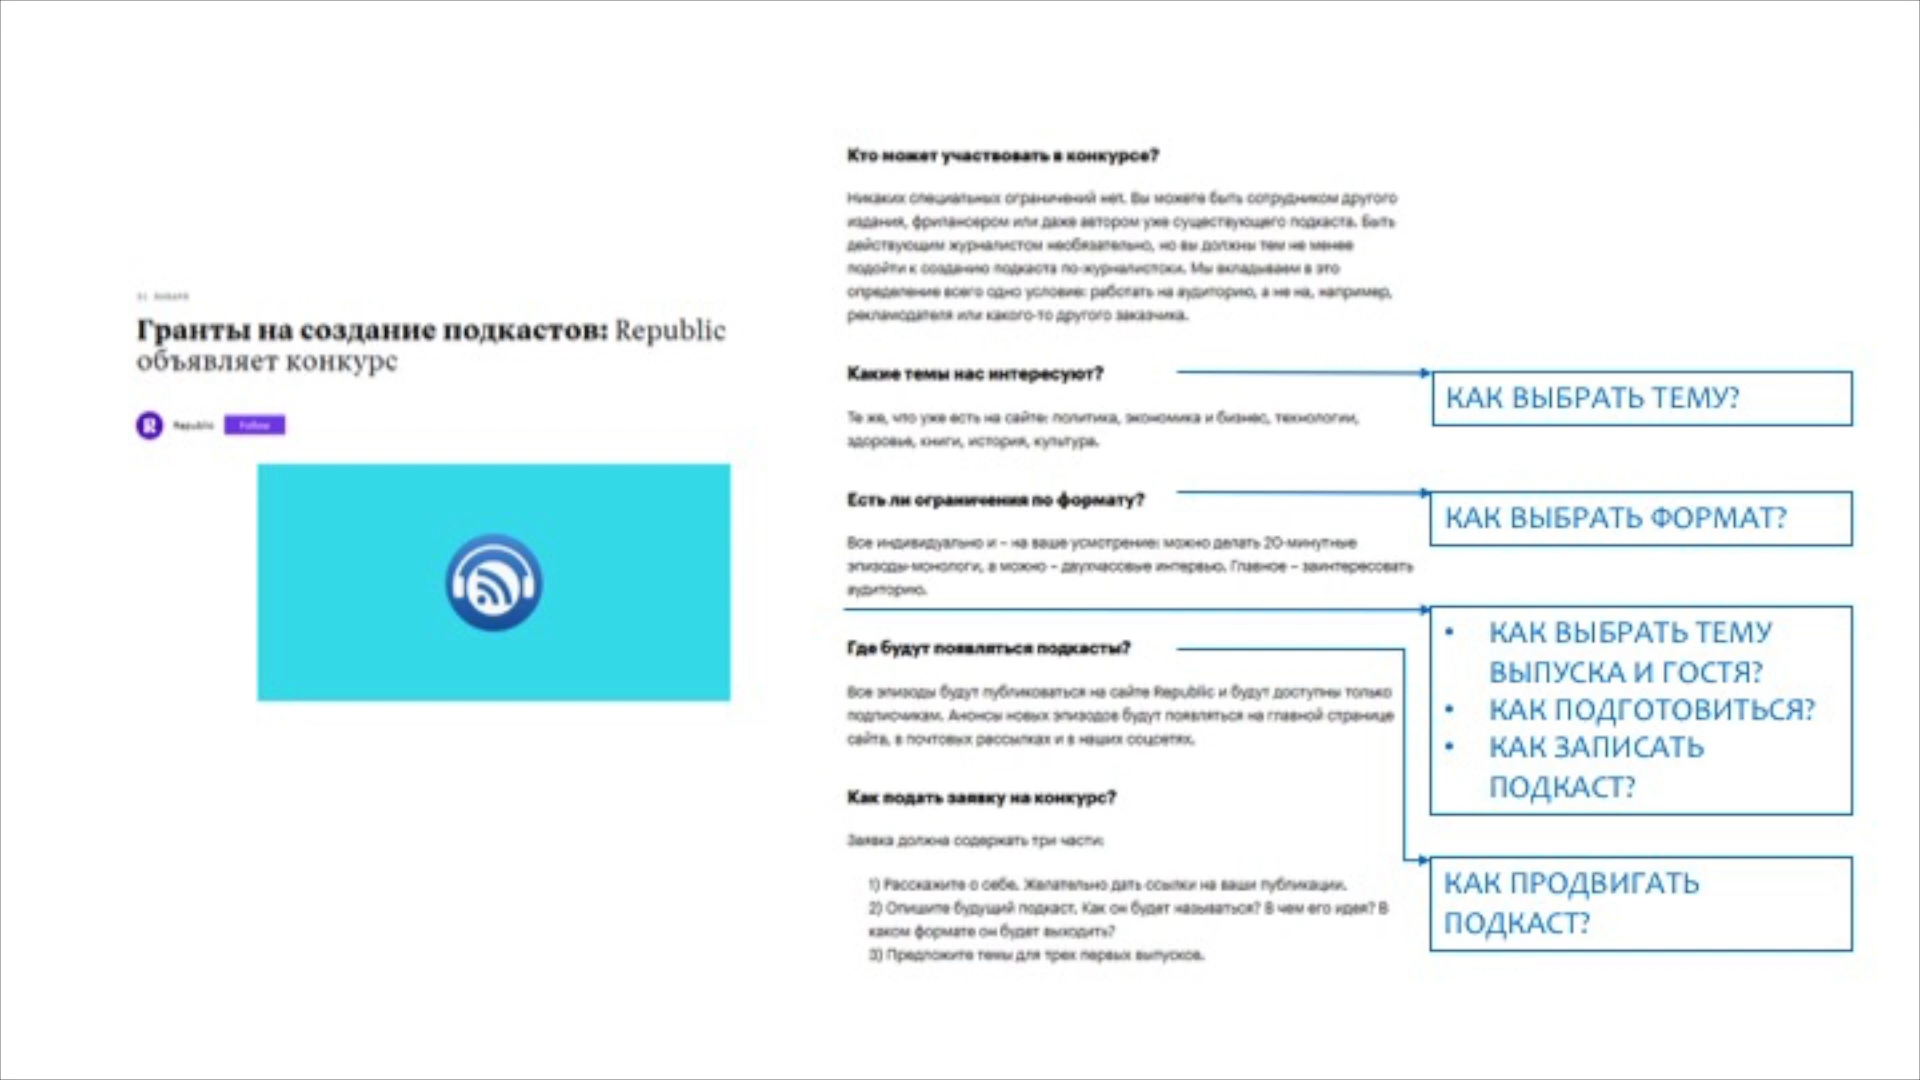 31 ЯНВАРЯ
Гранты на создание подкастов: Republic
объявляет конкурс
Republic
Follow
Кто может участвовать в конкурсе?
Никаких специальных ограничений нет. Вы можете быть сотрудником другого
издания, фрилансером или даже автором уже существующего подкаста. Быть
действующим журналистом необязательно, но вы должны тем не менее
подойти к созданию подкаста по-журналистски. Мы вкладываем в это
определение всего одно условие: работать на аудиторию, а не на, например,
рекламодателя или какого-то другого заказчика.
Какие темы нас интересуют?
Те же, что уже есть на сайте: политика, экономика и бизнес, технологии,
здоровье, книги, история, культура.
Есть ли ограничения по формату?
Все индивидуально и – на ваше усмотрение: можно делать 20-минутные
эпизоды-монологи, а можно – двухчасовые интервью. Главное – заинтересовать
аудиторию.
Где будут появляться подкасты?
Все эпизоды будут публиковаться на сайте Republic и будут доступны только
подписчикам. Анонсы новых эпизодов будут появляться на главной странице
сайта, в почтовых рассылках и в наших соцсетях.
Как подать заявку на конкурс?
Заявка должна содержать три части:
1) Расскажите о себе. Желательно дать ссылки на ваши публикации.
2) Опишите будущий подкаст. Как он будет называться? В чем его идея? В
каком формате он будет выходить?
3) Предложите темы для трех первых выпусков.
КАК ВЫБРАТЬ ТЕМУ?
КАК ВЫБРАТЬ ФОРМАТ?
• КАК ВЫБРАТЬ ТЕМУ
ВЫПУСКА И ГОСТЯ?
• КАК ПОДГОТОВИТЬСЯ?
• КАК ЗАПИСАТЬ
ПОДКАСТ?
КАК ПРОДВИГАТЬ
ПОДКАСТ?